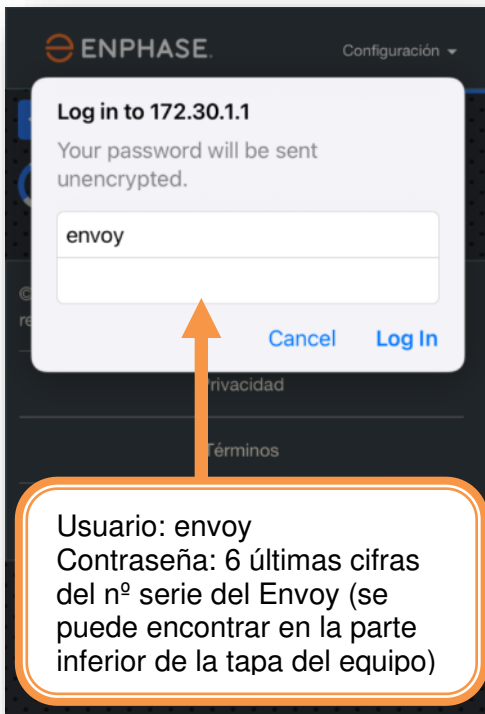 ENPHASE.
Configuración
Log in to 172.30.1.1
Your password will be sent
unencrypted.
envoy
©
re
Cancel Log In
Privacidad
Términos
Usuario: envoy
Contraseña: 6 últimas cifras
del nº serie del Envoy (se
puede encontrar en la parte
inferior de la tapa del equipo)